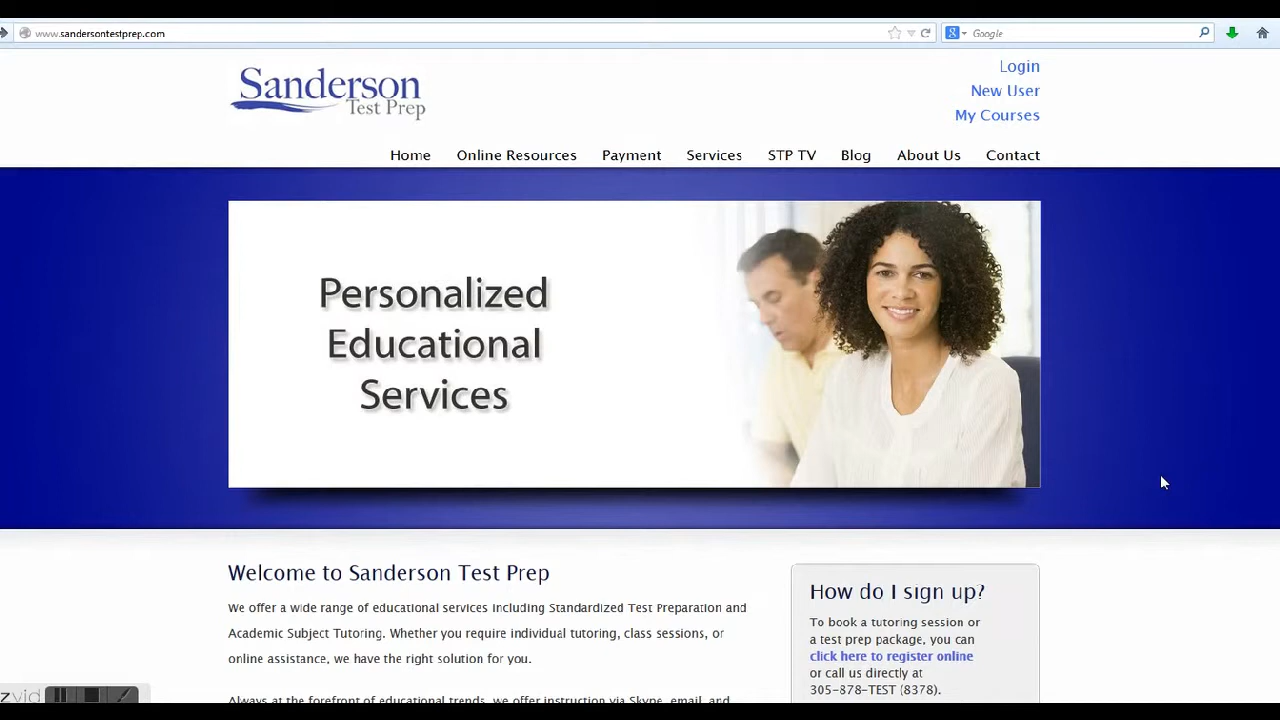 www.sandersontestprep.com
Google
Sanderson
Test Prep
Login
New User
My Courses
Home Online Resources Payment Services STP TV Blog About Us Contact
Personalized
Educational
Services
Welcome to Sanderson Test Prep
We offer a wide range of educational services including Standardized Test Preparation and
Academic Subject Tutoring. Whether you require individual tutoring, class sessions, or
online assistance, we have the right solution for you.
Always at the forefront of educational trends, we offer instruction via Skype, email, and
How do I sign up?
To book a tutoring session or
a test prep package, you can
click here to register online
or call us directly at
305-878-TEST (8378).
zvid